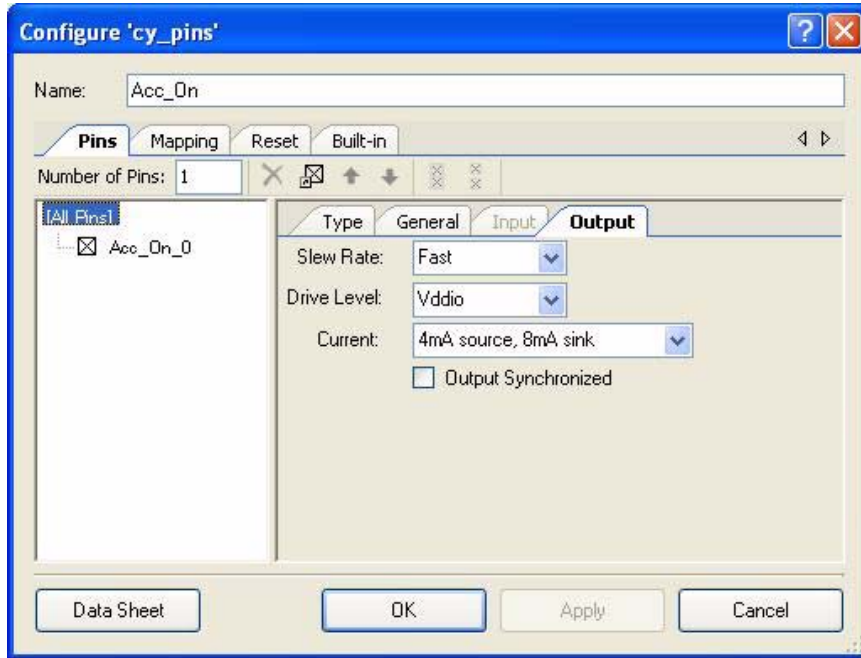 Configure 'cy_pins'
Name: Acc_On
Pins Mapping Reset Built-in
Number of Pins: 1
[All Pins]
Acc_On_0
Type General Input Output
Slew Rate: Fast
Drive Level: Vddio
Current: 4mA source, 8mA sink
Output Synchronized
Data Sheet OK Apply Cancel